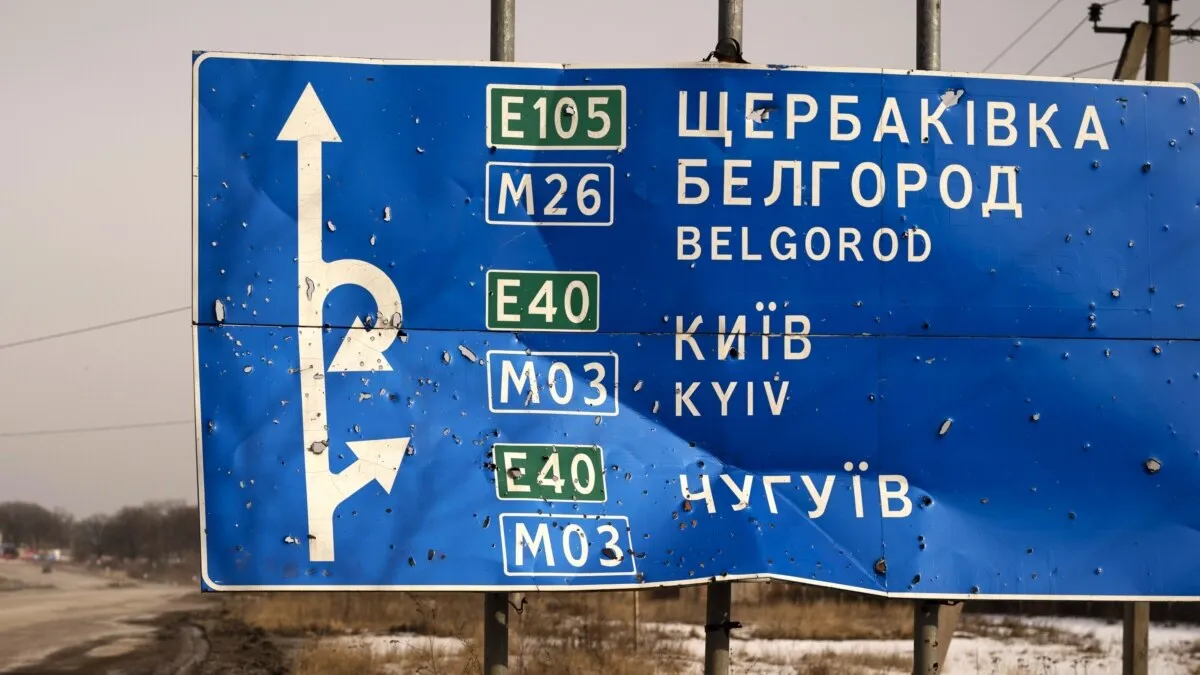 E105
ЩЕРБАКІВКА
M26
БЕЛГОРОД
BELGOROD
E40
КИЇВ
M03
KYIV
E40
ЧУГУЇВ
M03